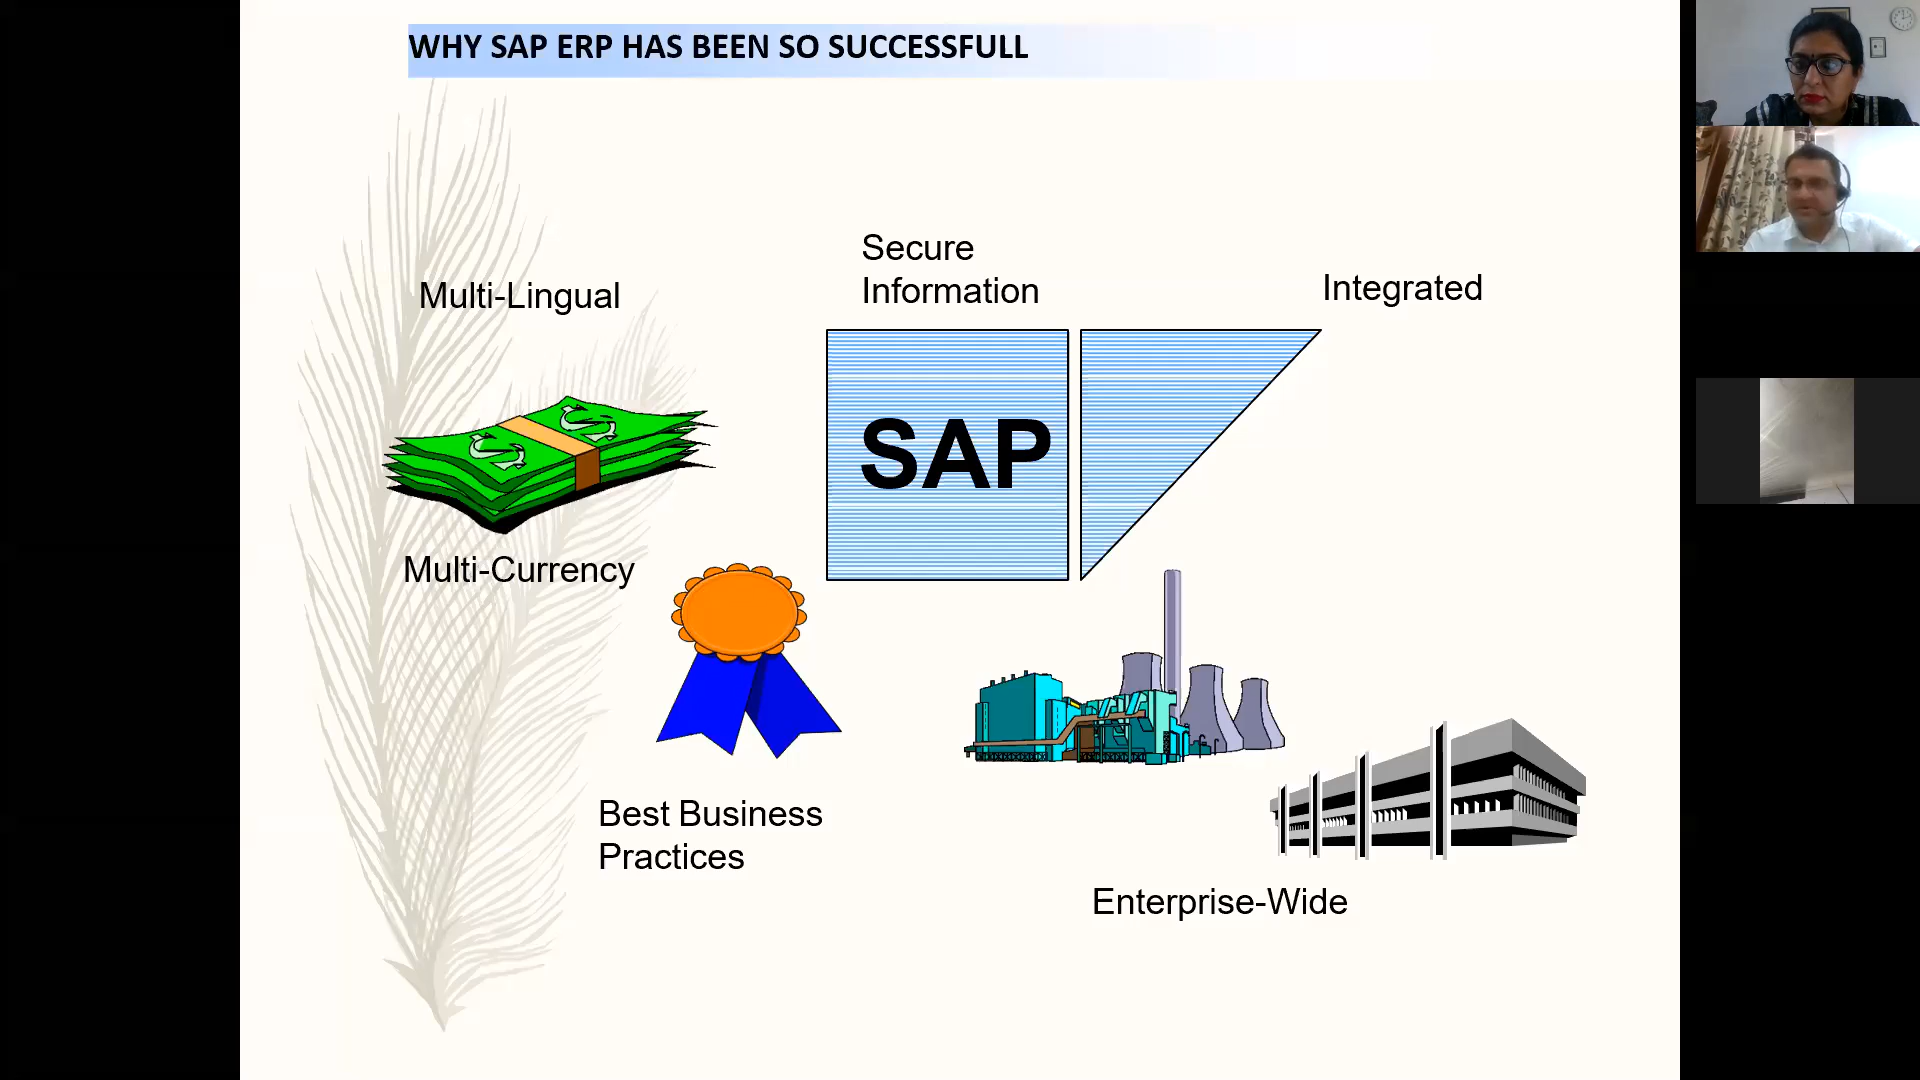 WHY SAP ERP HAS BEEN SO SUCCESSFULL
Multi-Lingual
Secure
Information
Integrated
SAP
Multi-Currency
Best Business
Practices
Enterprise-Wide